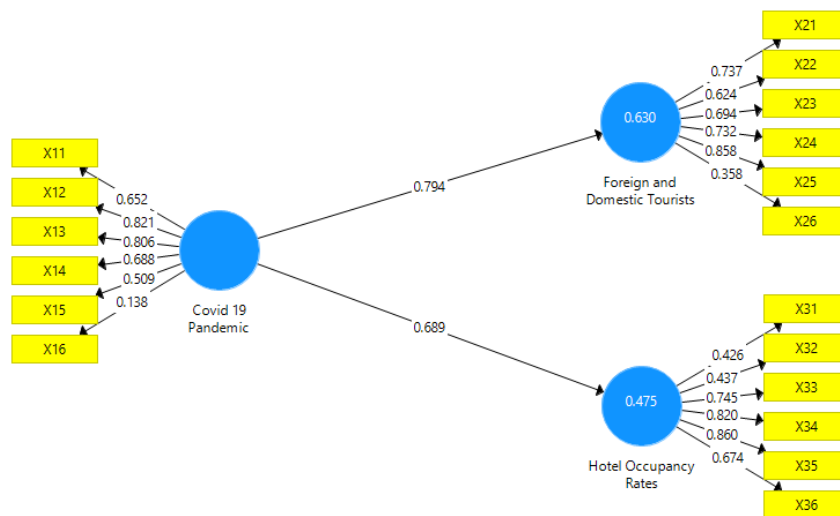 X11
X12
X13
X14
X15
X16
0.652
0.821
0.806
0.688
0.509
0.138
Covid 19
Pandemic
0.794
0.689
0.630
Foreign and
Domestic Tourists
0.737
0.624
0.694
0.732
0.858
0.358
X21
X22
X23
X24
X25
X26
0.475
Hotel Occupancy
Rates
0.426
0.437
0.745
0.820
0.860
0.674
X31
X32
X33
X34
X35
X36